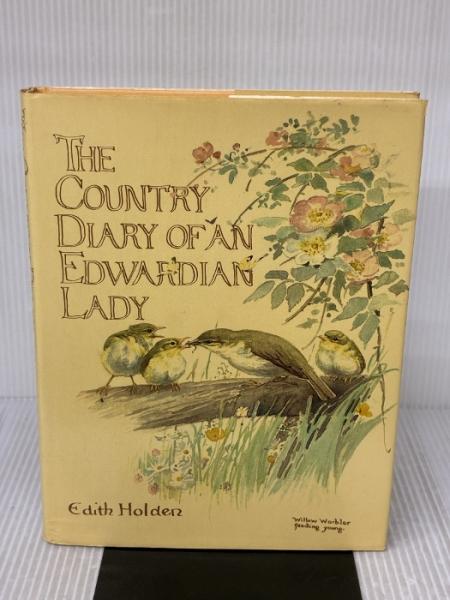 THE
COUNTRY
DIARY OF AN
EDWARDIAN
LADY
Edith Holden
Willow Warbler
feeding young.